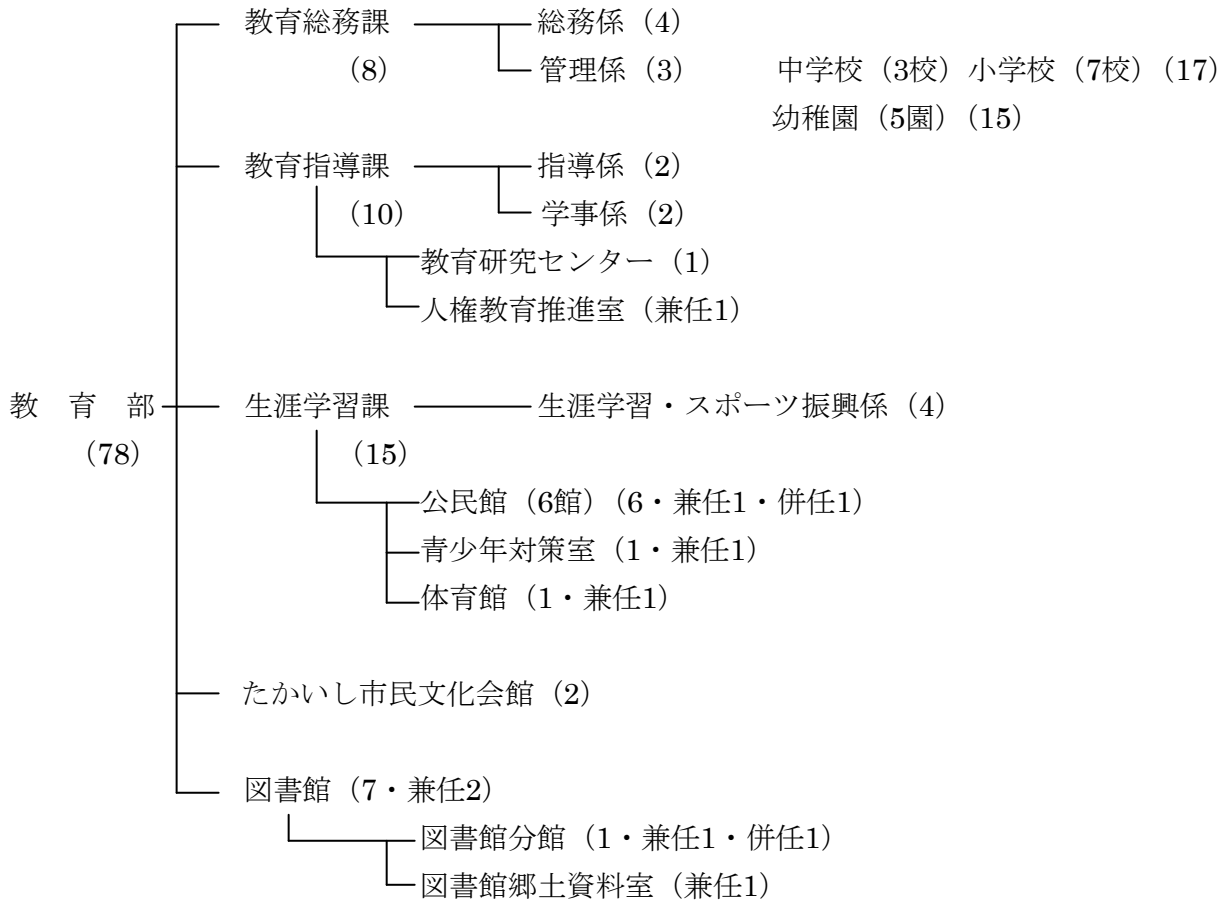 教育総務課 総務係（4）
（8） 管理係（3） 中学校（3校）小学校（7校）（17）
幼稚園（5園）（15）
教育指導課 指導係（2）
（10） 学事係（2）
教育研究センター（1）
人権教育推進室（兼任1）
教　育　部 生涯学習課 生涯学習・スポーツ振興係（4）
（78） （15）
公民館（6館）（6・兼任1・併任1）
青少年対策室（1・兼任1）
体育館（1・兼任1）
たかいし市民文化会館（2）
図書館（7・兼任2）
図書館分館（1・兼任1・併任1）
図書館郷土資料室（兼任1）